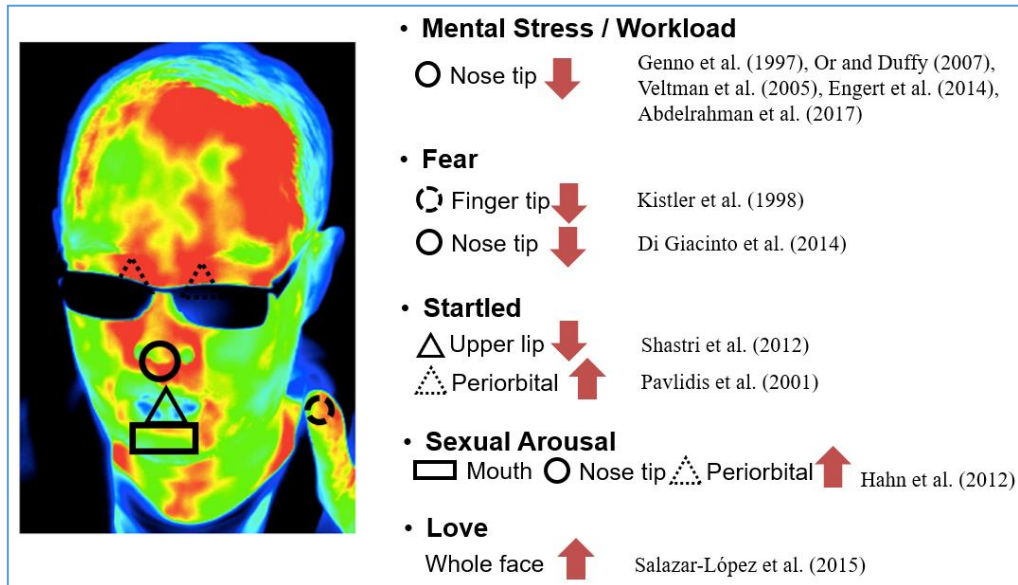 • Mental Stress / Workload
Nose tip
Genno et al. (1997), Or and Duffy (2007),
Veltman et al. (2005), Engert et al. (2014),
Abdelrahman et al. (2017)
• Fear
Finger tip
Kistler et al. (1998)
Nose tip
Di Giacinto et al. (2014)
• Startled
Upper lip
Shastri et al. (2012)
Periorbital
Pavlidis et al. (2001)
• Sexual Arousal
Mouth Nose tip Periorbital
Hahn et al. (2012)
• Love
Whole face
Salazar-López et al. (2015)